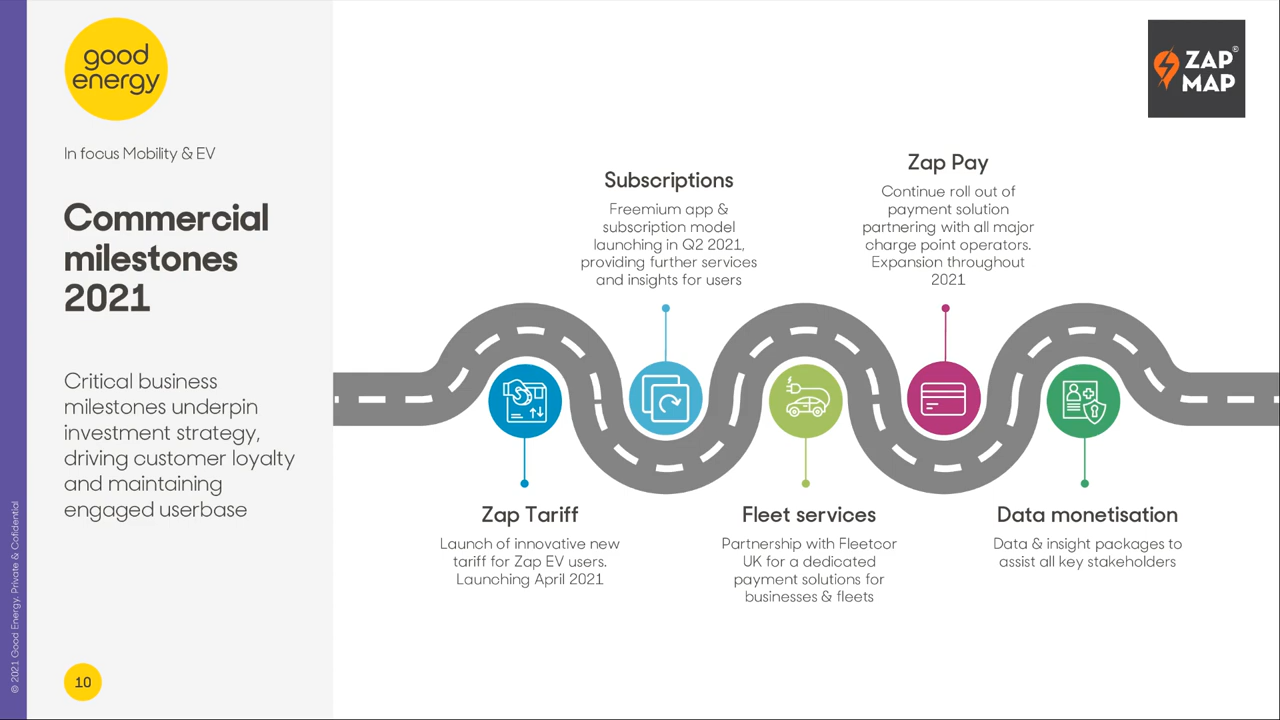 good
energy
In focus Mobility & EV
Commercial
milestones
2021
Critical business
milestones underpin
investment strategy,
driving customer loyalty
and maintaining
engaged userbase
© 2021 Good Energy. Private & Cofidential
10
ZAP
MAP
Subscriptions
Freemium app &
subscription model
launching in Q2 2021,
providing further services
and insights for users
Zap Pay
Continue roll out of
payment solution
partnering with all major
charge point operators.
Expansion throughout
2021
Zap Tariff
Launch of innovative new
tariff for Zap EV users.
Launching April 2021
Fleet services
Partnership with Fleetcor
UK for a dedicated
payment solutions for
businesses & fleets
Data monetisation
Data & insight packages to
assist all key stakeholders